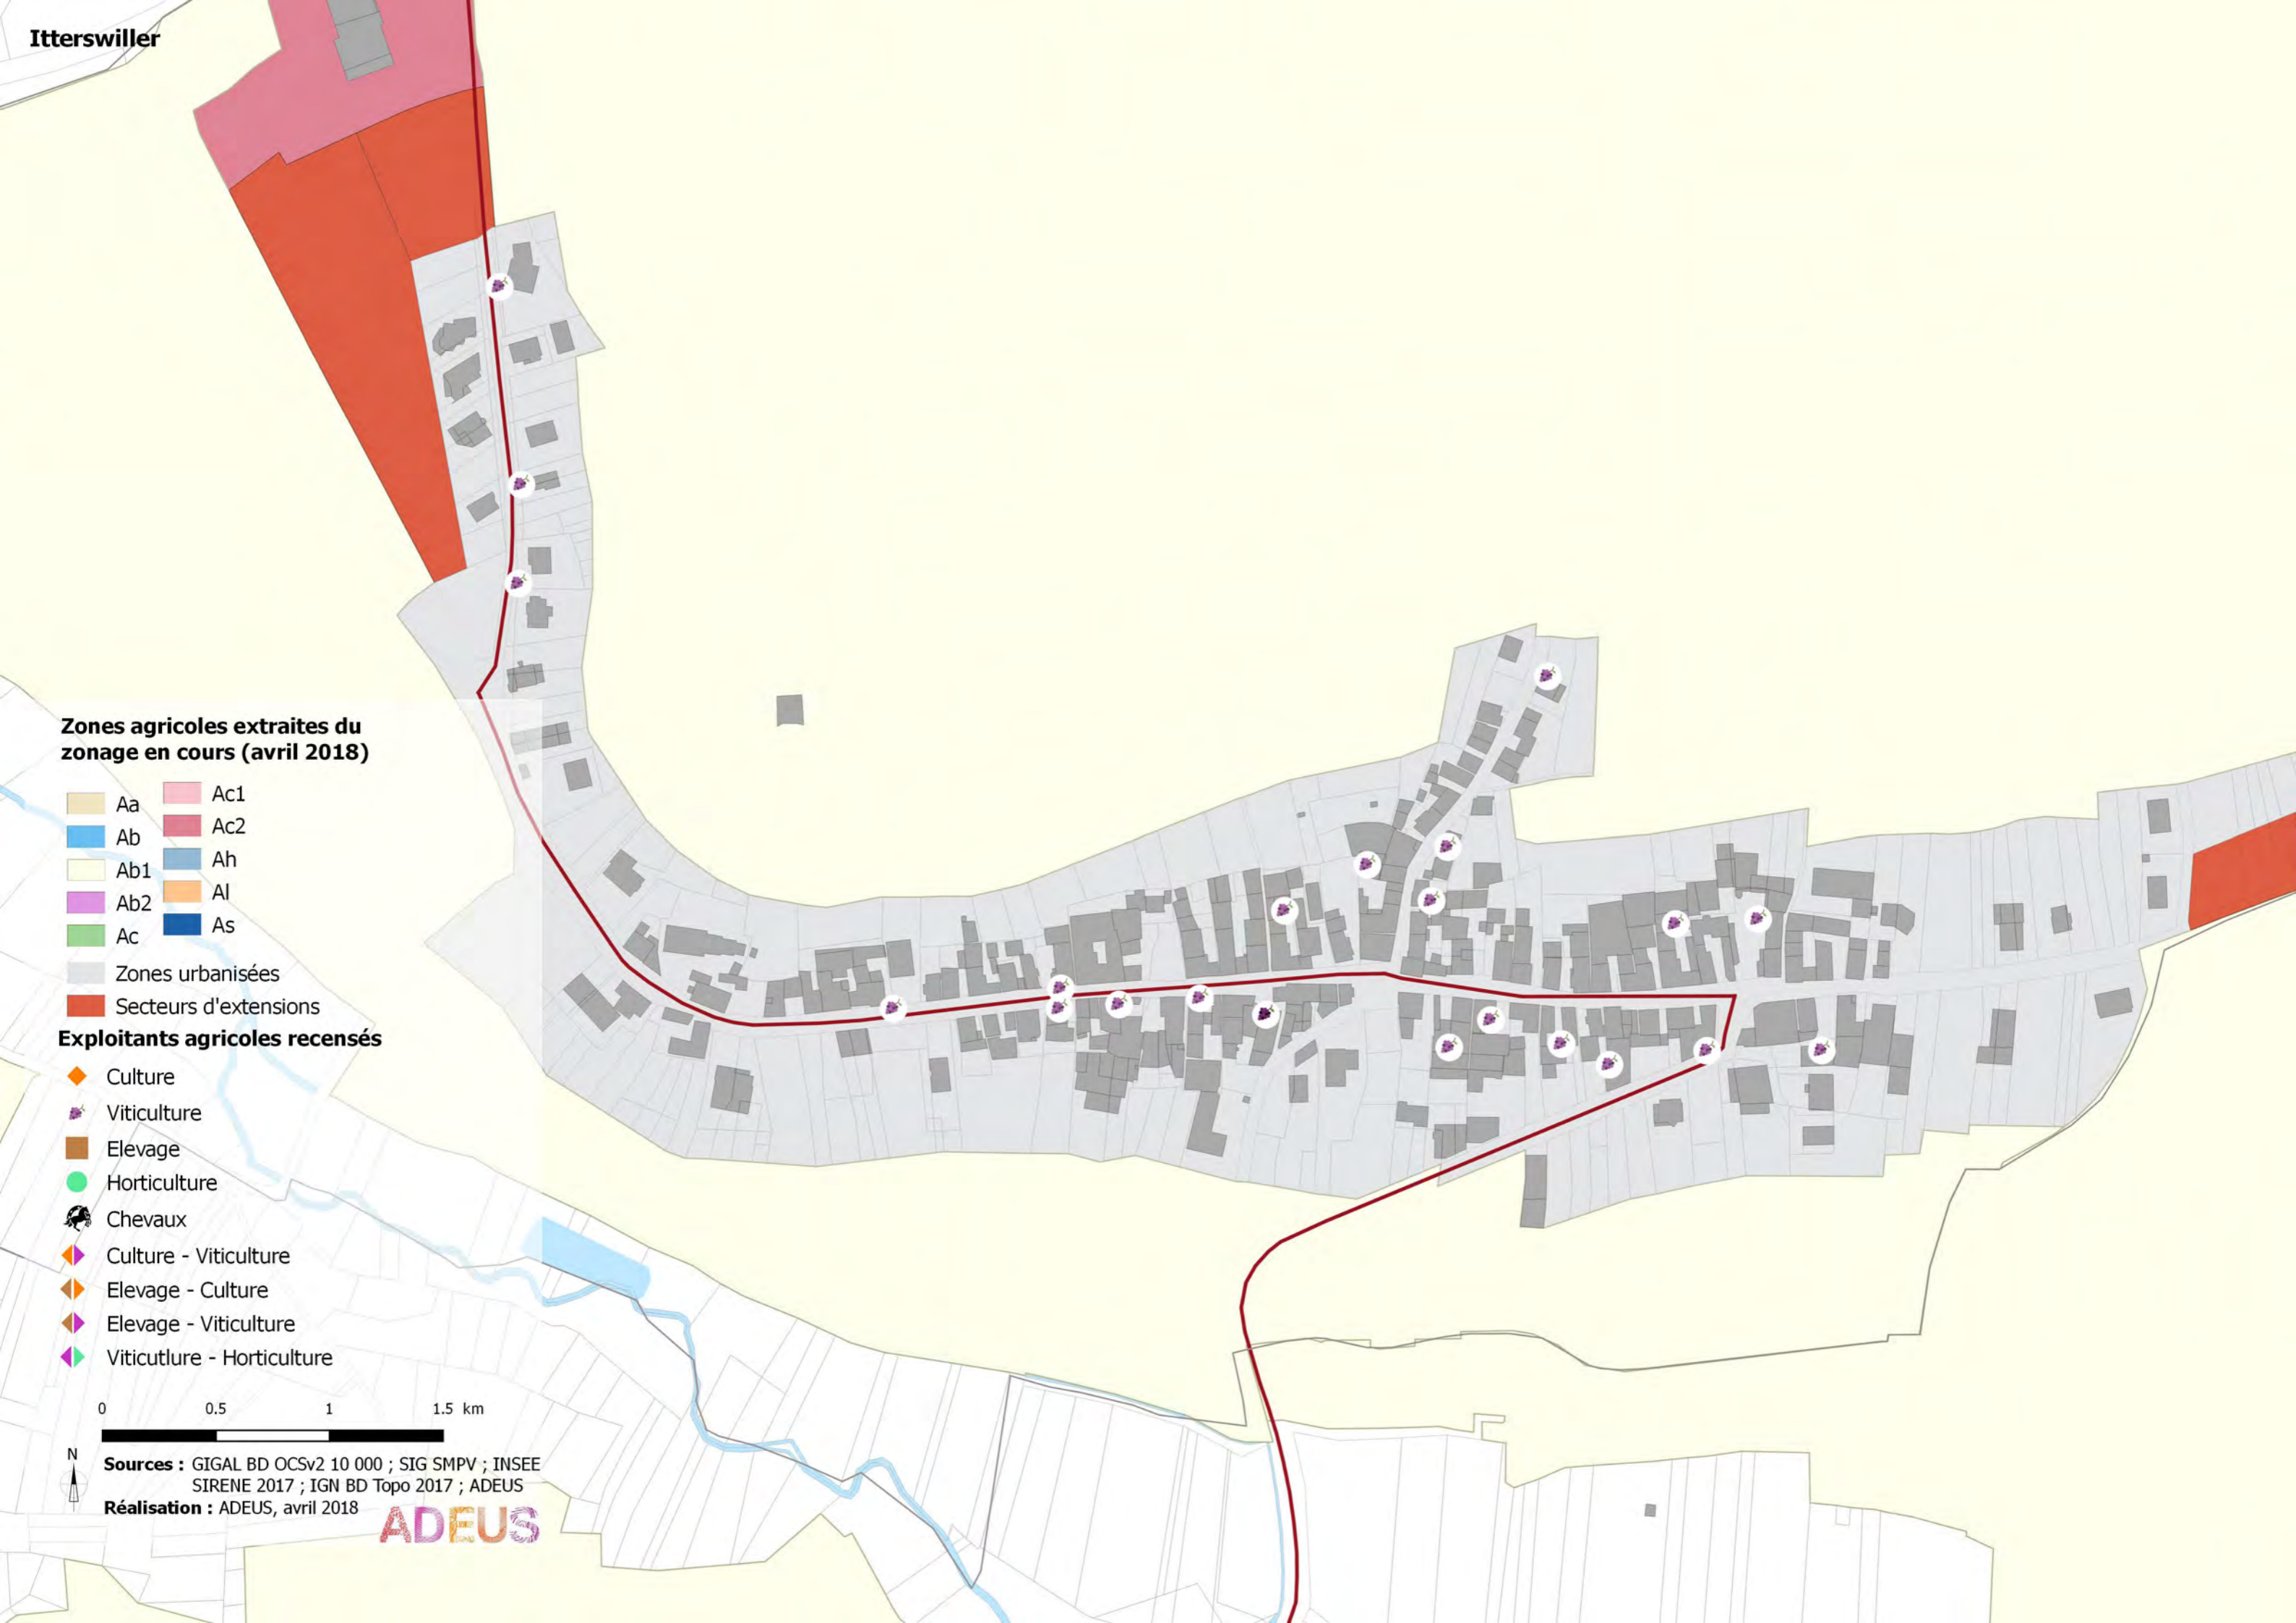 Itterswiller
Zones agricoles extraites du
zonage en cours (avril 2018)
Aa
Ab
Ab1
Ab2
Ac
Ac1
Ac2
Ah
Al
As
Zones urbanisées
Secteurs d'extensions
Exploitants agricoles recensés
Culture
Viticulture
Elevage
Horticulture
Chevaux
Culture - Viticulture
Elevage - Culture
Elevage - Viticulture
Viticutlure - Horticulture
0 0.5 1 1.5 km
N
Sources : GIGAL BD OCSv2 10 000 ; SIG SMPV ; INSEE
SIRENE 2017 ; IGN BD Topo 2017 ; ADEUS
Réalisation : ADEUS, avril 2018
ADEUS